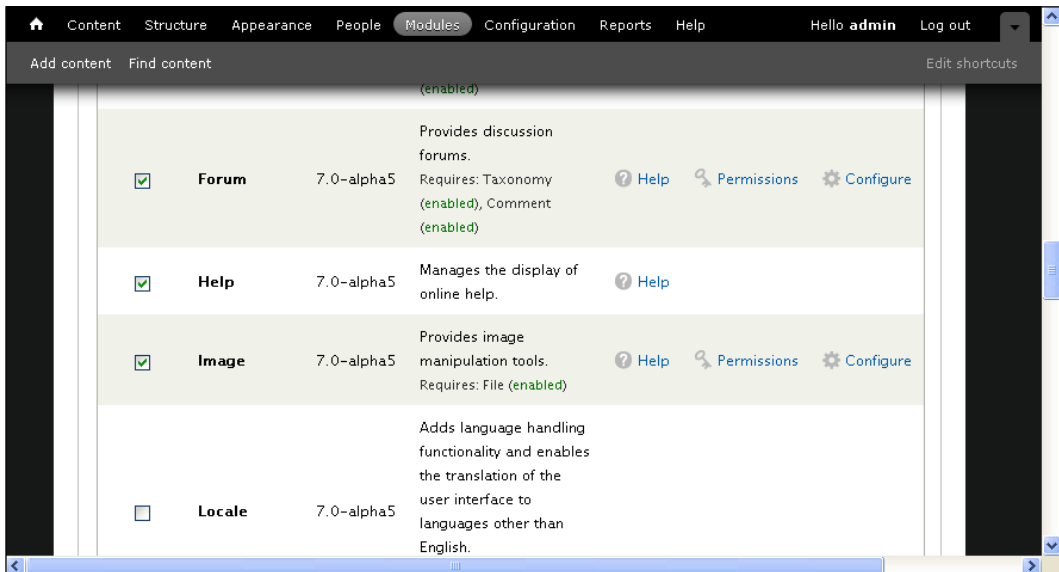 Content Structure Appearance People Modules Configuration Reports Help Hello admin Log out
Add content Find content Edit shortcuts
(enabled)
Provides discussion
forums.
Forum 7.0-alpha5 Requires: Taxonomy Help Permissions Configure
(enabled), Comment
(enabled)
Manages the display of
Help 7.0-alpha5 online help. Help
Provides image
Image 7.0-alpha5 manipulation tools. Help Permissions Configure
Requires: File (enabled)
Adds language handling
functionality and enables
the translation of the
user interface to
Locale 7.0-alpha5 languages other than
English.